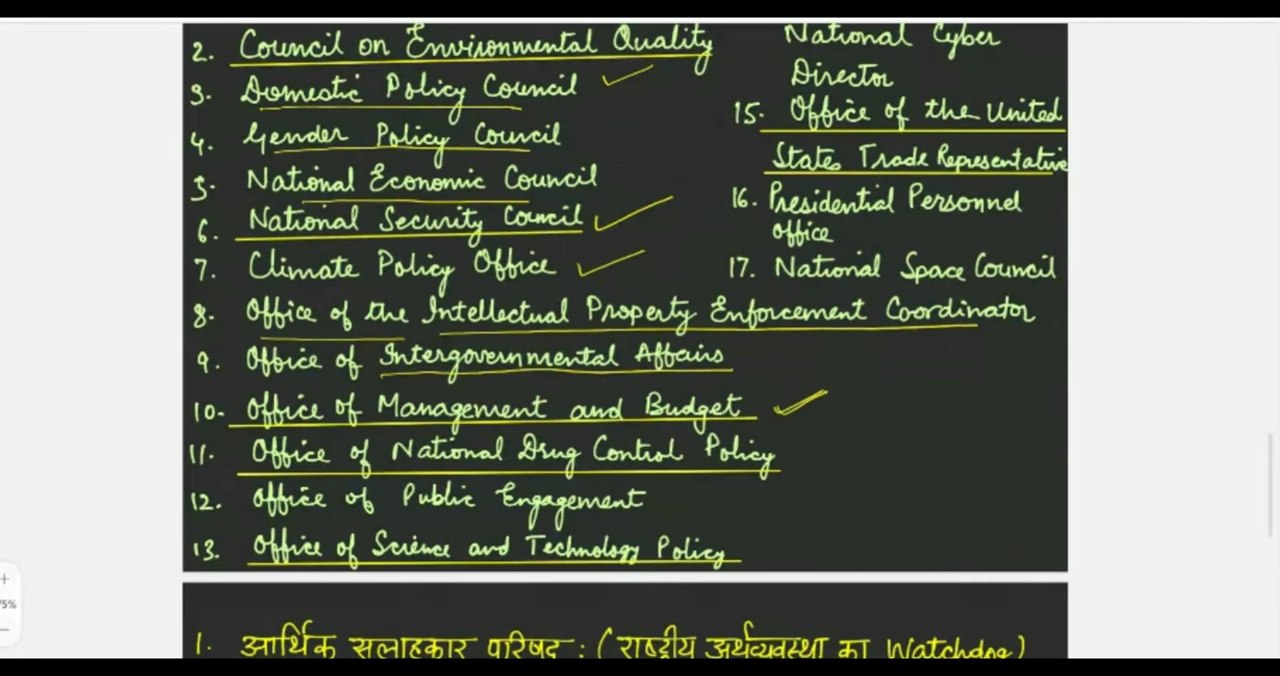 2. Council on Environmental Quality
3. Domestic Policy Council
4. Gender Policy Council
5. National Economic Council
6. National Security Council
7. Climate Policy Office
8. Office of the Intellectual Property Enforcement Coordinator
9. Office of Intergovernmental Affairs
10- Office of Management and Budget
11. Office of National Drug Control Policy
12. Office of Public Engagement
13. Office of Science and Technology Policy
National Cyber
Director
15. Office of the United
States Trade Representative
16. Presidential Personnel
office
17. National Space Council
1. आर्थिक सलाहकार परिषद : (राष्ट्रीय अर्थव्यवस्था का Watchdog)
+
75%
−